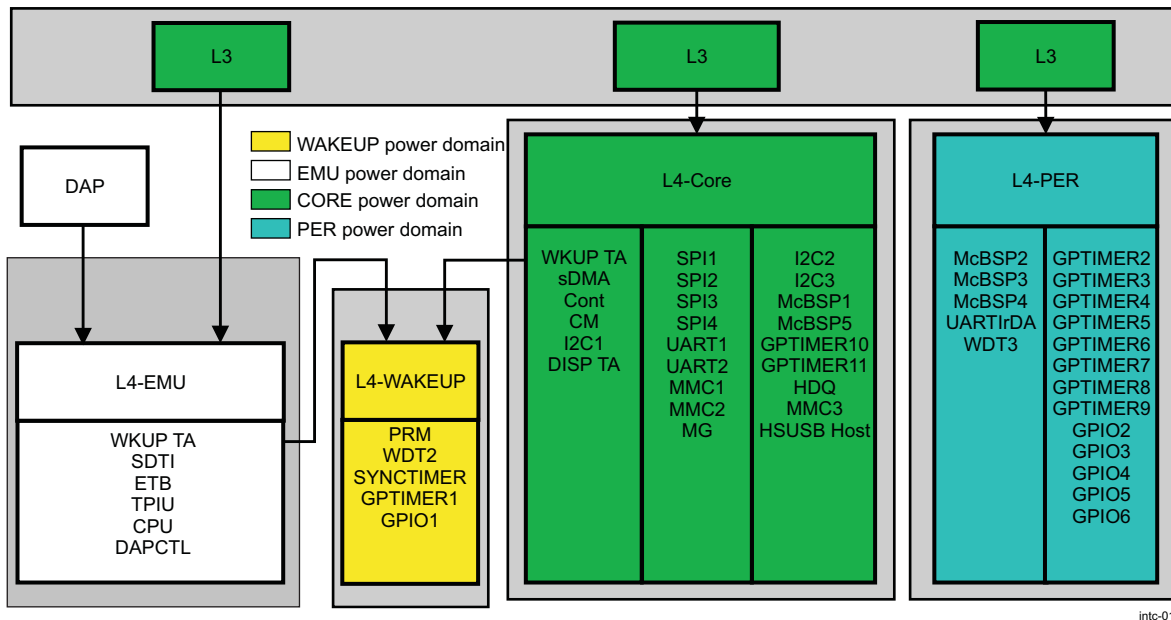 L3
L3
L3
WAKEUP power domain
EMU power domain
CORE power domain
PER power domain
DAP
L4-EMU
WKUP TA
SDTI
ETB
TPIU
CPU
DAPCTL
L4-WAKEUP
PRM
WDT2
SYNCTIMER
GPTIMER1
GPIO1
L4-Core
WKUP TA
sDMA
Cont
CM
I2C1
DISP TA
SPI1
SPI2
SPI3
SPI4
UART1
UART2
MMC1
MMC2
MG
I2C2
I2C3
McBSP1
McBSP5
GPTIMER10
GPTIMER11
HDQ
MMC3
HSUSB Host
L4-PER
McBSP2
McBSP3
McBSP4
UARTIrDA
WDT3
GPTIMER2
GPTIMER3
GPTIMER4
GPTIMER5
GPTIMER6
GPTIMER7
GPTIMER8
GPTIMER9
GPIO2
GPIO3
GPIO4
GPIO5
GPIO6